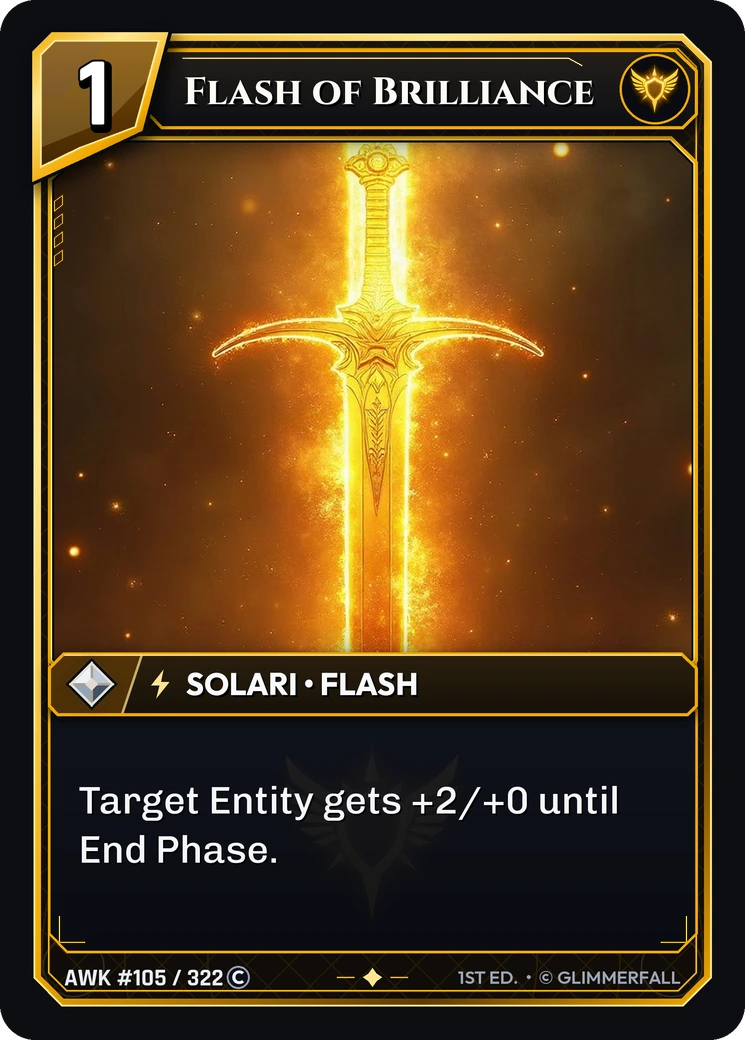 1
FLASH OF BRILLIANCE
SOLARI • FLASH
Target Entity gets +2/+0 until
End Phase.
AWK #105 / 322 Ⓒ
1ST ED. • © GLIMMERFALL